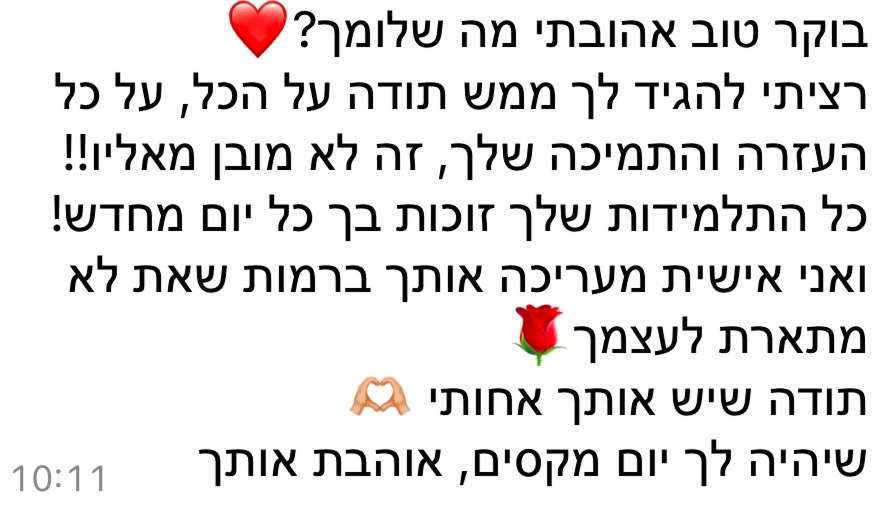 בוקר טוב אהובתי מה שלומך?❤️
רציתי להגיד לך ממש תודה על הכל, על כל
העזרה והתמיכה שלך, זה לא מובן מאליו!!
כל התלמידות שלך זוכות בך כל יום מחדש!
ואני אישית מעריכה אותך ברמות שאת לא
מתארת לעצמך🌹
תודה שיש אותך אחותי 🫶🏼
שיהיה לך יום מקסים, אוהבת אותך
10:11